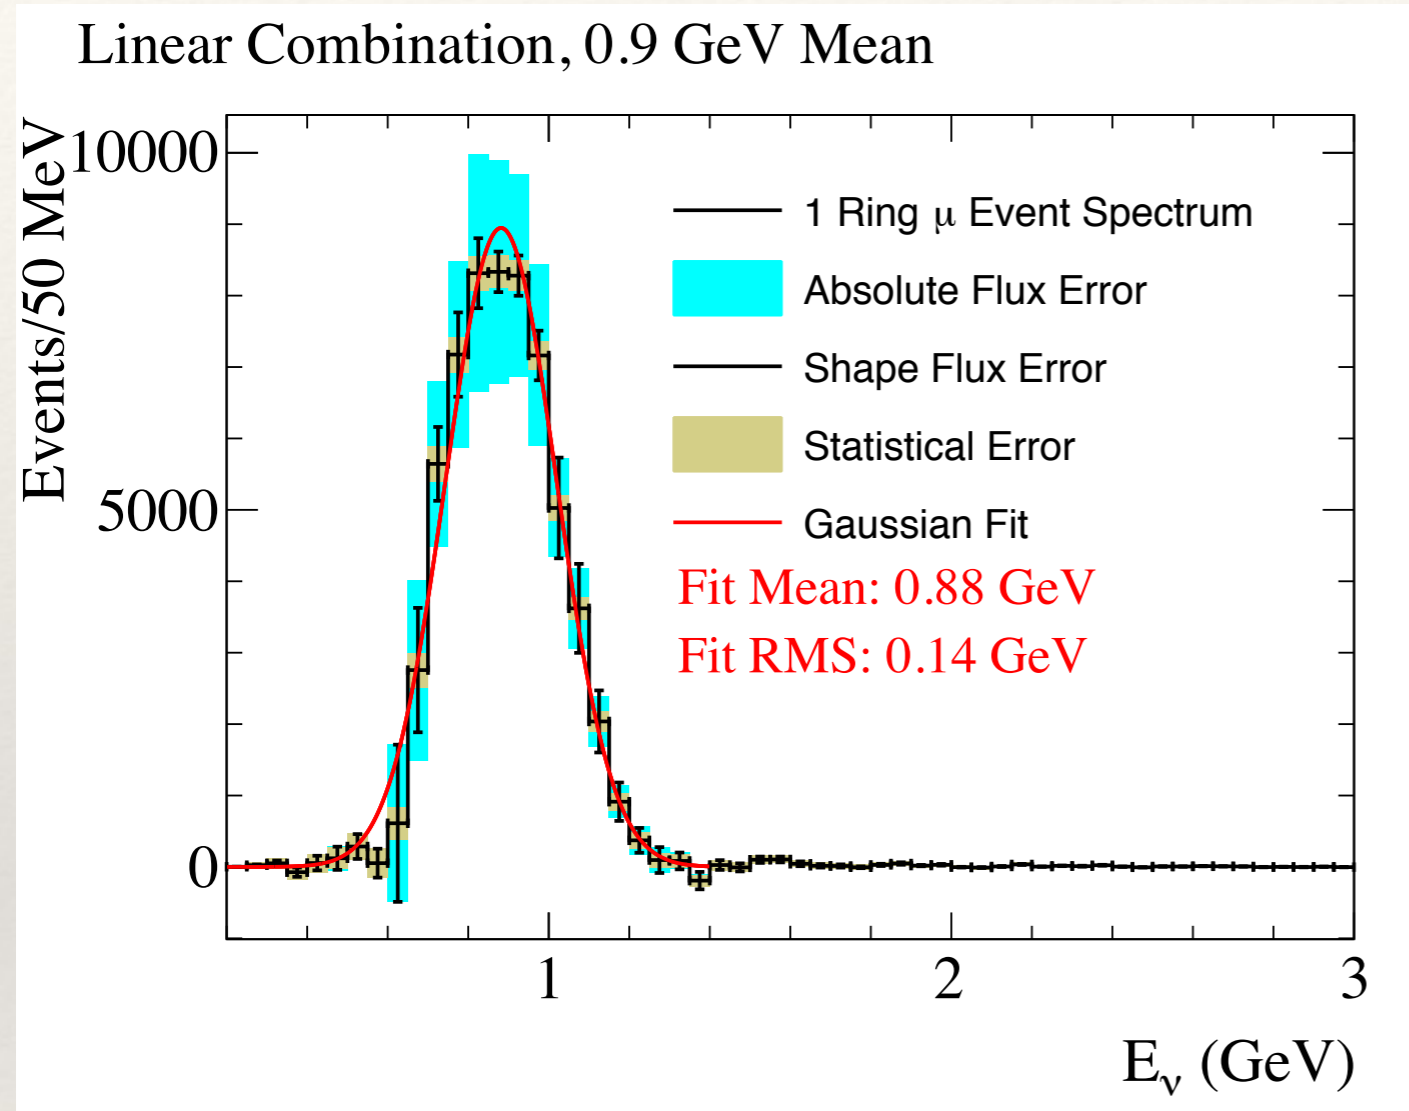 Linear Combination, 0.9 GeV Mean
Events/50 MeV
10000
5000
0
1 Ring μ Event Spectrum
Absolute Flux Error
Shape Flux Error
Statistical Error
Gaussian Fit
Fit Mean: 0.88 GeV
Fit RMS: 0.14 GeV
1 2 3
Eν (GeV)